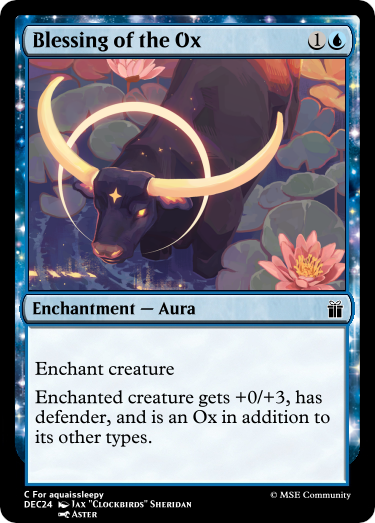 Blessing of the Ox 1
Enchantment — Aura
Enchant creature
Enchanted creature gets +0/+3, has
defender, and is an Ox in addition to
its other types.
C For aquaissleepy
DEC24 Jax "Clockbirds" Sheridan © MSE Community
Aster